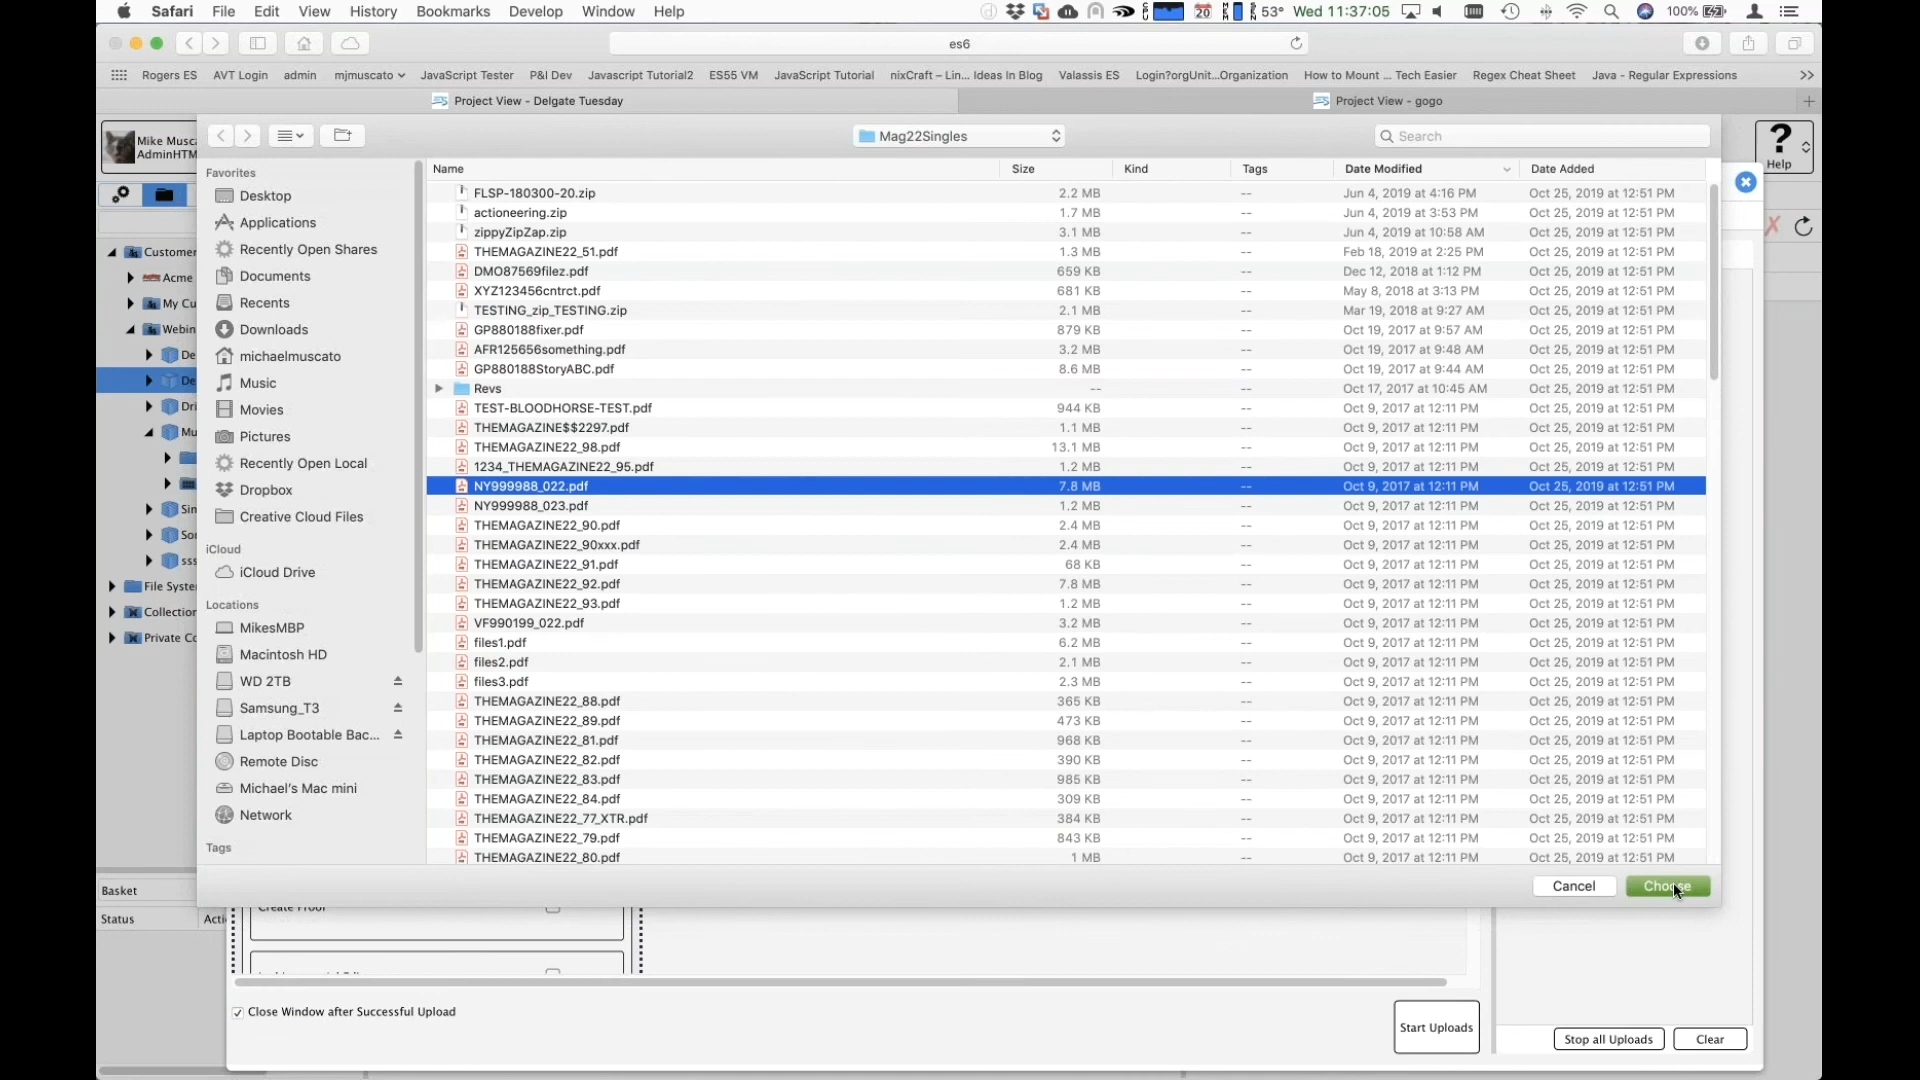 Safari File Edit View History Bookmarks Develop Window Help 20 53° Wed 11:37:05 100%
es6
Rogers ES AVT Login admin mjmuscato JavaScript Tester P&I Dev Javascript Tutorial2 ES55 VM JavaScript Tutorial nixCraft – Lin... Ideas In Blog Valassis ES Login?orgUnit...Organization How to Mount ... Tech Easier Regex Cheat Sheet Java - Regular Expressions
Project View - Delgate Tuesday Project View - gogo
Mike Musca
AdminHTM
Help
Customer
Acme
My Cu
Webin
De
De
Dri
Mu
Sin
So
sss
File Syste
Collection
Private Co
Basket
Status Acti
Mag22Singles Search
Favorites
Desktop
Applications
Recently Open Shares
Documents
Recents
Downloads
michaelmuscato
Music
Movies
Pictures
Recently Open Local
Dropbox
Creative Cloud Files
iCloud
iCloud Drive
Locations
MikesMBP
Macintosh HD
WD 2TB
Samsung_T3
Laptop Bootable Bac...
Remote Disc
Michael's Mac mini
Network
Tags
Name Size Kind Tags Date Modified Date Added
FLSP-180300-20.zip 2.2 MB -- Jun 4, 2019 at 4:16 PM Oct 25, 2019 at 12:51 PM
actioneering.zip 1.7 MB -- Jun 4, 2019 at 3:53 PM Oct 25, 2019 at 12:51 PM
zippyZipZap.zip 3.1 MB -- Jun 4, 2019 at 10:58 AM Oct 25, 2019 at 12:51 PM
THEMAGAZINE22_51.pdf 1.3 MB -- Feb 18, 2019 at 2:25 PM Oct 25, 2019 at 12:51 PM
DMO87569filez.pdf 659 KB -- Dec 12, 2018 at 1:12 PM Oct 25, 2019 at 12:51 PM
XYZ123456cntrct.pdf 681 KB -- May 8, 2018 at 3:13 PM Oct 25, 2019 at 12:51 PM
TESTING_zip_TESTING.zip 2.1 MB -- Mar 19, 2018 at 9:27 AM Oct 25, 2019 at 12:51 PM
GP880188fixer.pdf 879 KB -- Oct 19, 2017 at 9:57 AM Oct 25, 2019 at 12:51 PM
AFR125656something.pdf 3.2 MB -- Oct 19, 2017 at 9:48 AM Oct 25, 2019 at 12:51 PM
GP880188StoryABC.pdf 8.6 MB -- Oct 19, 2017 at 9:44 AM Oct 25, 2019 at 12:51 PM
Revs -- -- Oct 17, 2017 at 10:45 AM Oct 25, 2019 at 12:51 PM
TEST-BLOODHORSE-TEST.pdf 944 KB -- Oct 9, 2017 at 12:11 PM Oct 25, 2019 at 12:51 PM
THEMAGAZINE$$2297.pdf 1.1 MB -- Oct 9, 2017 at 12:11 PM Oct 25, 2019 at 12:51 PM
THEMAGAZINE22_98.pdf 13.1 MB -- Oct 9, 2017 at 12:11 PM Oct 25, 2019 at 12:51 PM
1234_THEMAGAZINE22_95.pdf 1.2 MB -- Oct 9, 2017 at 12:11 PM Oct 25, 2019 at 12:51 PM
NY999988_022.pdf 7.8 MB -- Oct 9, 2017 at 12:11 PM Oct 25, 2019 at 12:51 PM
NY999988_023.pdf 1.2 MB -- Oct 9, 2017 at 12:11 PM Oct 25, 2019 at 12:51 PM
THEMAGAZINE22_90.pdf 2.4 MB -- Oct 9, 2017 at 12:11 PM Oct 25, 2019 at 12:51 PM
THEMAGAZINE22_90xxx.pdf 2.4 MB -- Oct 9, 2017 at 12:11 PM Oct 25, 2019 at 12:51 PM
THEMAGAZINE22_91.pdf 68 KB -- Oct 9, 2017 at 12:11 PM Oct 25, 2019 at 12:51 PM
THEMAGAZINE22_92.pdf 7.8 MB -- Oct 9, 2017 at 12:11 PM Oct 25, 2019 at 12:51 PM
THEMAGAZINE22_93.pdf 1.2 MB -- Oct 9, 2017 at 12:11 PM Oct 25, 2019 at 12:51 PM
VF990199_022.pdf 3.2 MB -- Oct 9, 2017 at 12:11 PM Oct 25, 2019 at 12:51 PM
files1.pdf 6.2 MB -- Oct 9, 2017 at 12:11 PM Oct 25, 2019 at 12:51 PM
files2.pdf 2.1 MB -- Oct 9, 2017 at 12:11 PM Oct 25, 2019 at 12:51 PM
files3.pdf 2.3 MB -- Oct 9, 2017 at 12:11 PM Oct 25, 2019 at 12:51 PM
THEMAGAZINE22_88.pdf 365 KB -- Oct 9, 2017 at 12:11 PM Oct 25, 2019 at 12:51 PM
THEMAGAZINE22_89.pdf 473 KB -- Oct 9, 2017 at 12:11 PM Oct 25, 2019 at 12:51 PM
THEMAGAZINE22_81.pdf 968 KB -- Oct 9, 2017 at 12:11 PM Oct 25, 2019 at 12:51 PM
THEMAGAZINE22_82.pdf 390 KB -- Oct 9, 2017 at 12:11 PM Oct 25, 2019 at 12:51 PM
THEMAGAZINE22_83.pdf 985 KB -- Oct 9, 2017 at 12:11 PM Oct 25, 2019 at 12:51 PM
THEMAGAZINE22_84.pdf 309 KB -- Oct 9, 2017 at 12:11 PM Oct 25, 2019 at 12:51 PM
THEMAGAZINE22_77_XTR.pdf 384 KB -- Oct 9, 2017 at 12:11 PM Oct 25, 2019 at 12:51 PM
THEMAGAZINE22_79.pdf 843 KB -- Oct 9, 2017 at 12:11 PM Oct 25, 2019 at 12:51 PM
THEMAGAZINE22_80.pdf 1 MB -- Oct 9, 2017 at 12:11 PM Oct 25, 2019 at 12:51 PM
Cancel Choose
Create Proof
Close Window after Successful Upload
Start Uploads
Stop all Uploads Clear